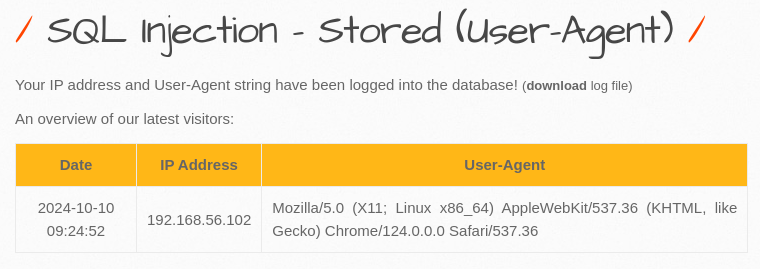 / SQL Injection - Stored (User-Agent) /
Your IP address and User-Agent string have been logged into the database! (download log file)
An overview of our latest visitors:
Date IP Address User-Agent
2024-10-10
09:24:52
192.168.56.102
Mozilla/5.0 (X11; Linux x86_64) AppleWebKit/537.36 (KHTML, like
Gecko) Chrome/124.0.0.0 Safari/537.36